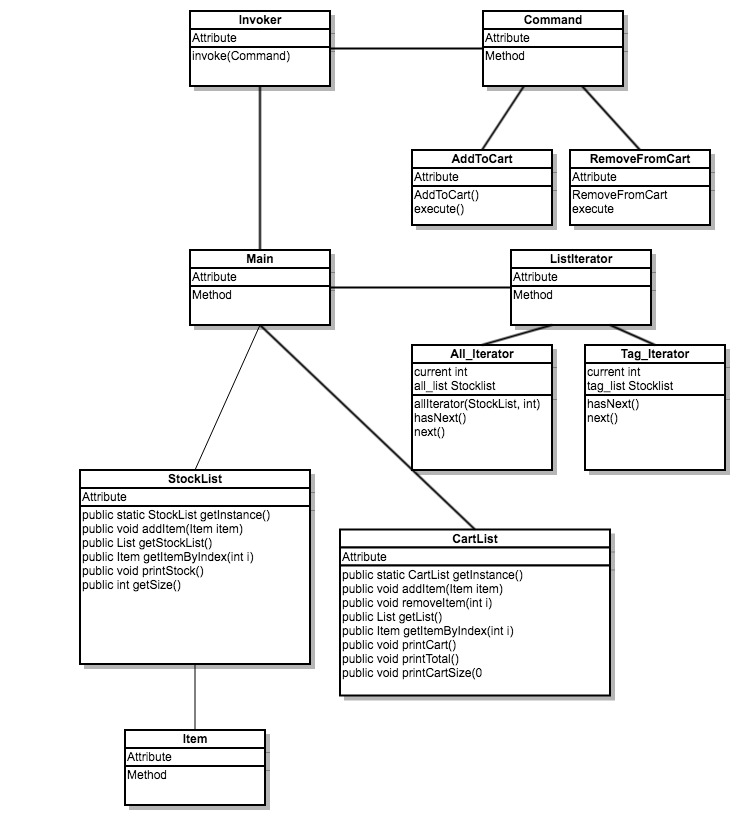 Invoker
Attribute
invoke(Command)
Command
Attribute
Method
AddToCart
Attribute
AddToCart()
execute()
RemoveFromCart
Attribute
RemoveFromCart
execute
Main
Attribute
Method
ListIterator
Attribute
Method
All_Iterator
current int
all_list Stocklist
allIterator(StockList, int)
hasNext()
next()
Tag_Iterator
current int
tag_list Stocklist
hasNext()
next()
StockList
Attribute
public static StockList getInstance()
public void addItem(Item item)
public List getStockList()
public Item getItemByIndex(int i)
public void printStock()
public int getSize()
CartList
Attribute
public static CartList getInstance()
public void addItem(Item item)
public void removeItem(int i)
public List getList()
public Item getItemByIndex(int i)
public void printCart()
public void printTotal()
public void printCartSize(0
Item
Attribute
Method